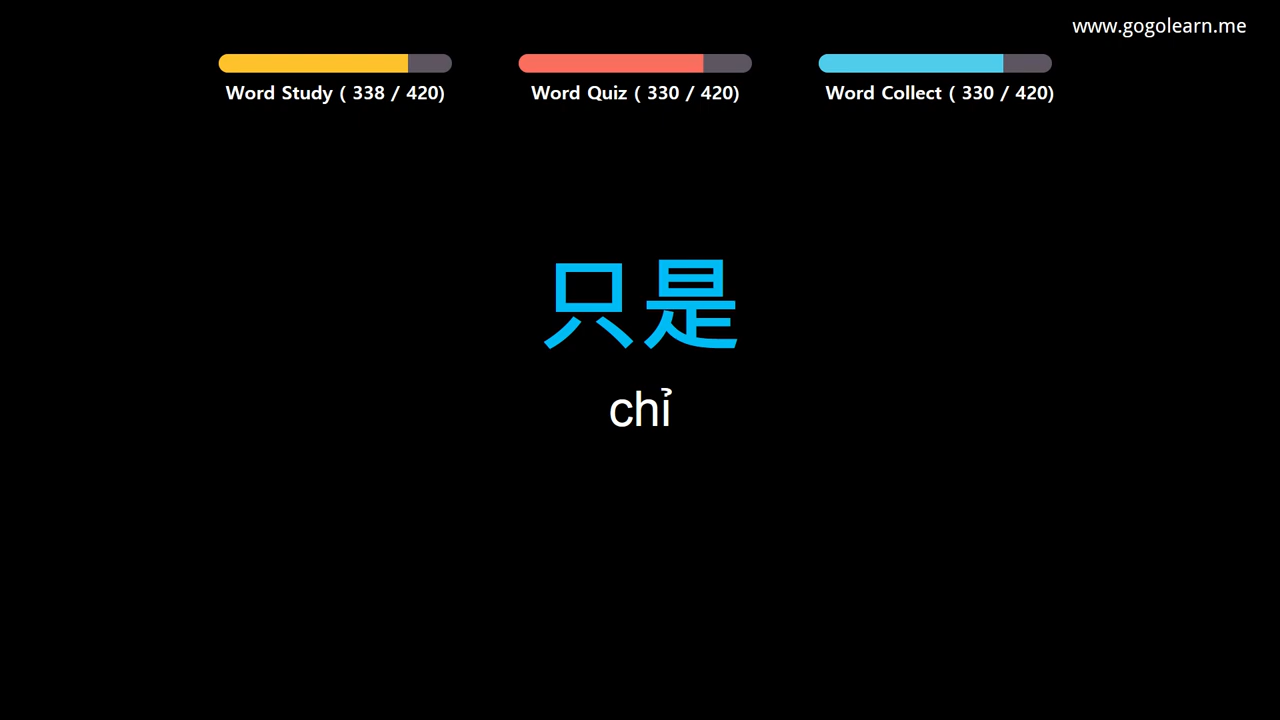 www.gogolearn.me
Word Study ( 338 / 420)
Word Quiz ( 330 / 420)
Word Collect ( 330 / 420)
只是
chỉ